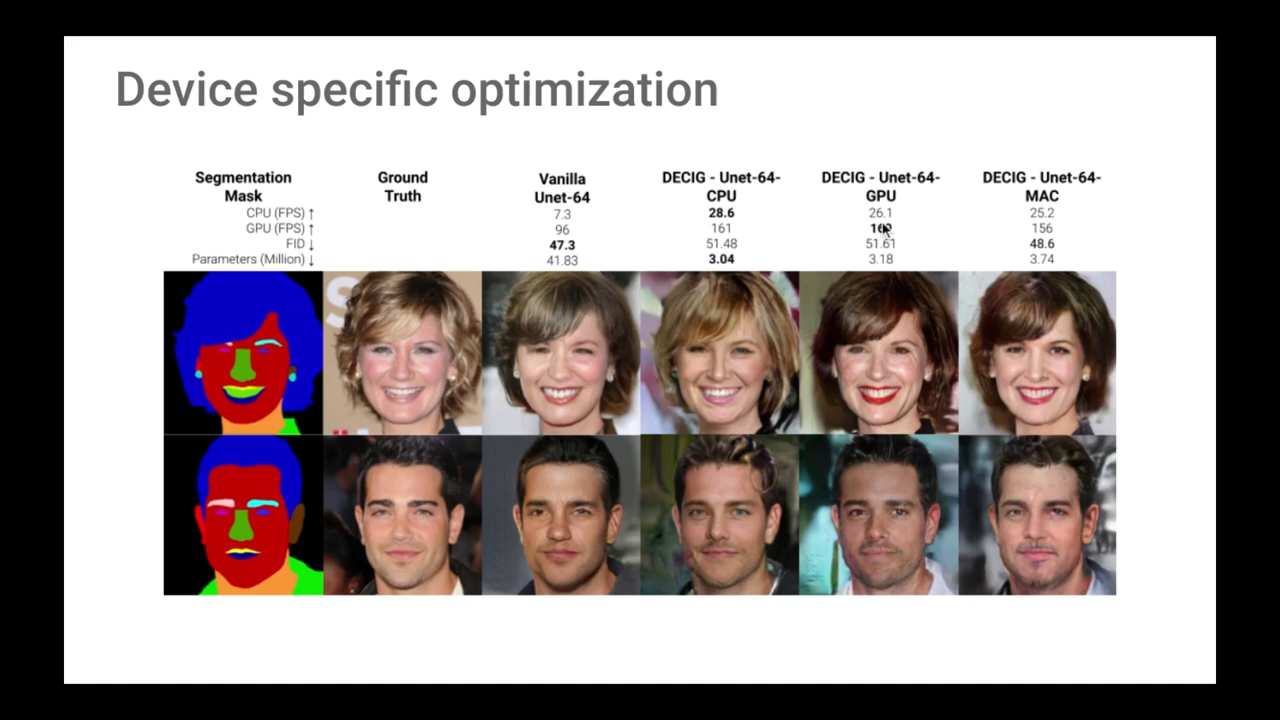 Device specific optimization
Segmentation Mask
Ground Truth
Vanilla Unet-64
DECIG - Unet-64-CPU
DECIG - Unet-64-GPU
DECIG - Unet-64-MAC
CPU (FPS) ↑ 7.3 28.6 26.1 25.2
GPU (FPS) ↑ 96 161 156
FID ↓ 47.3 51.48 51.61 48.6
Parameters (Million) ↓ 41.83 3.04 3.18 3.74
S